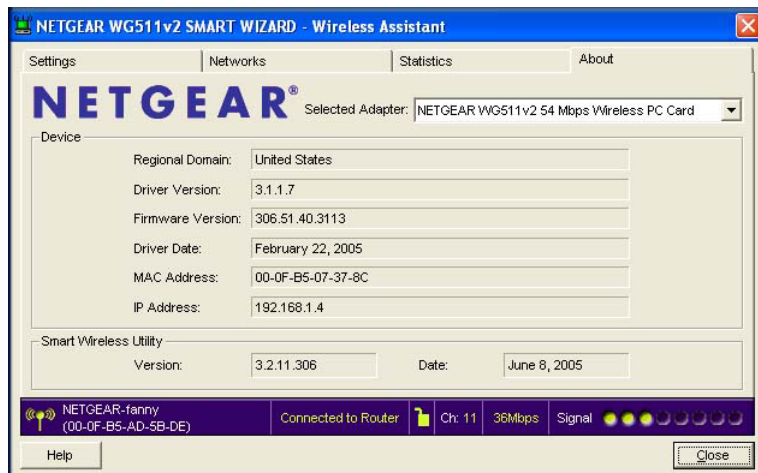 NETGEAR WG511v2 SMART WIZARD - Wireless Assistant
Settings Networks Statistics About
NETGEAR® Selected Adapter: NETGEAR WG511v2 54 Mbps Wireless PC Card
Device
Regional Domain: United States
Driver Version: 3.1.1.7
Firmware Version: 306.51.40.3113
Driver Date: February 22, 2005
MAC Address: 00-0F-B5-07-37-8C
IP Address: 192.168.1.4
Smart Wireless Utility
Version: 3.2.11.306 Date: June 8, 2005
NETGEAR-fanny
(00-0F-B5-AD-5B-DE) Connected to Router Ch: 11 36Mbps Signal
Help Close